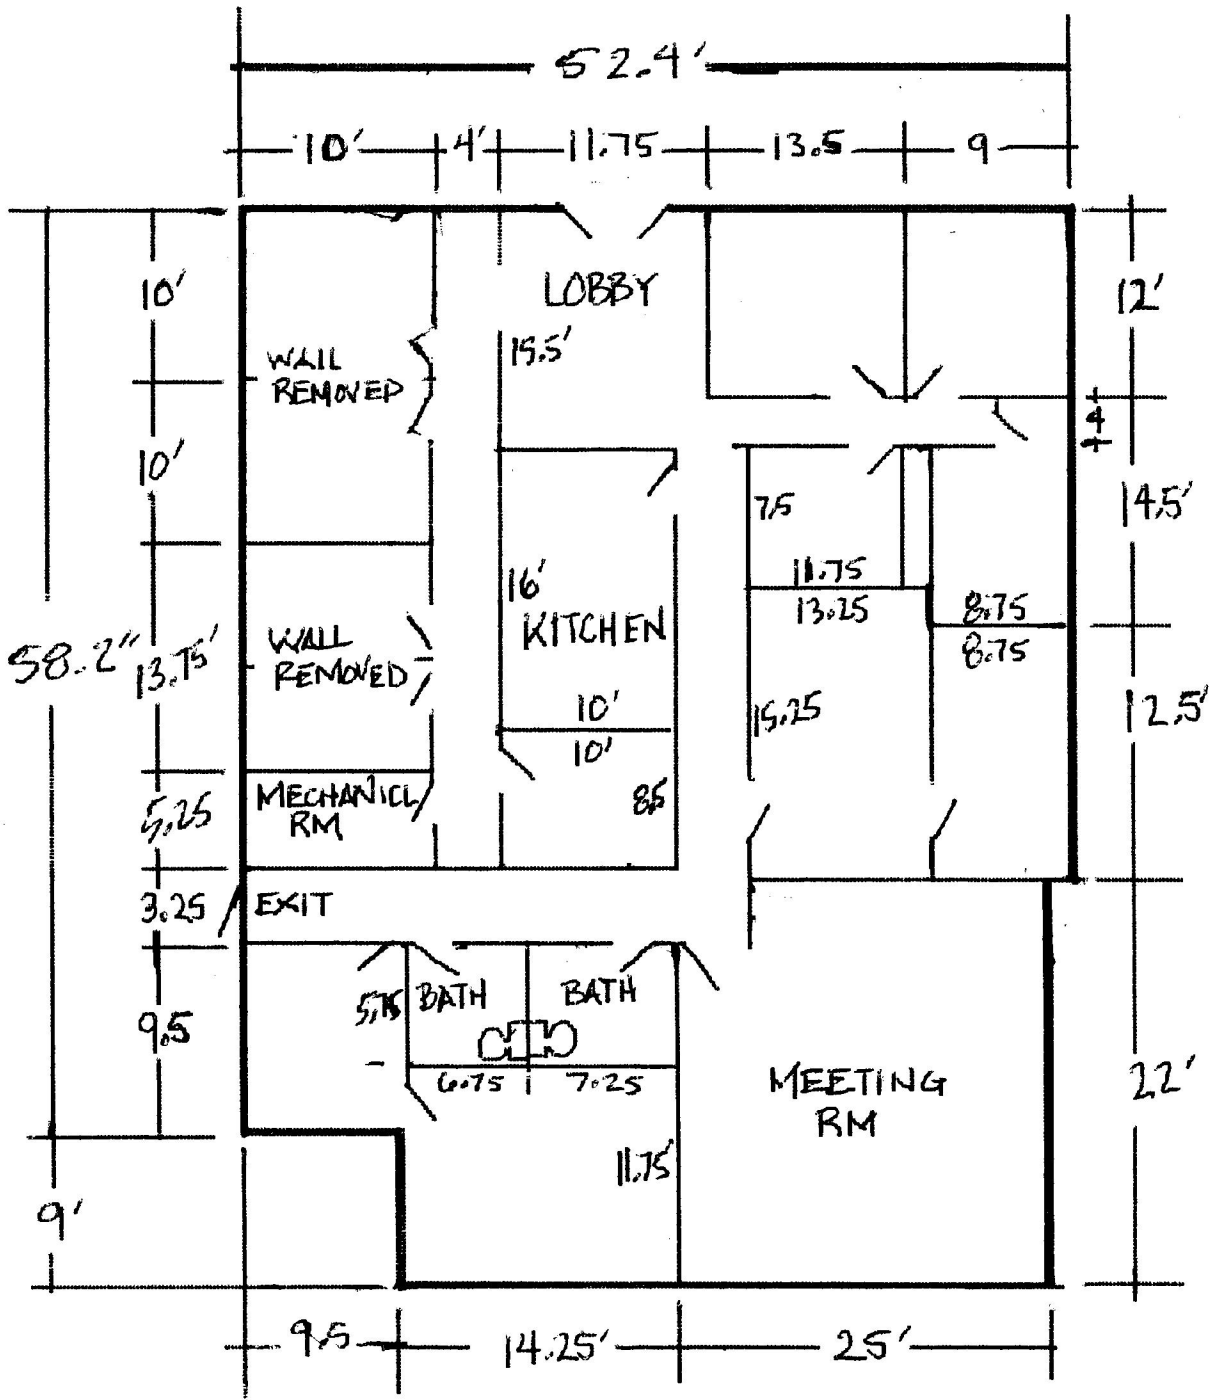 52.4'
10' 4' 11.75 13.5 9
LOBBY
10'
12'
15.5'
WALL
REMOVED
4
10'
7.5
14.5'
11.75
16'
13.25
8.75
KITCHEN
8.75
58.2"
13.75'
WALL
REMOVED
10'
10'
15.25
12.5'
5.25
MECHANICL
RM
8.5
3.25
EXIT
5.75
BATH
BATH
9.5
6.75
7.25
MEETING
RM
22'
11.75'
9'
9.5
14.25'
25'